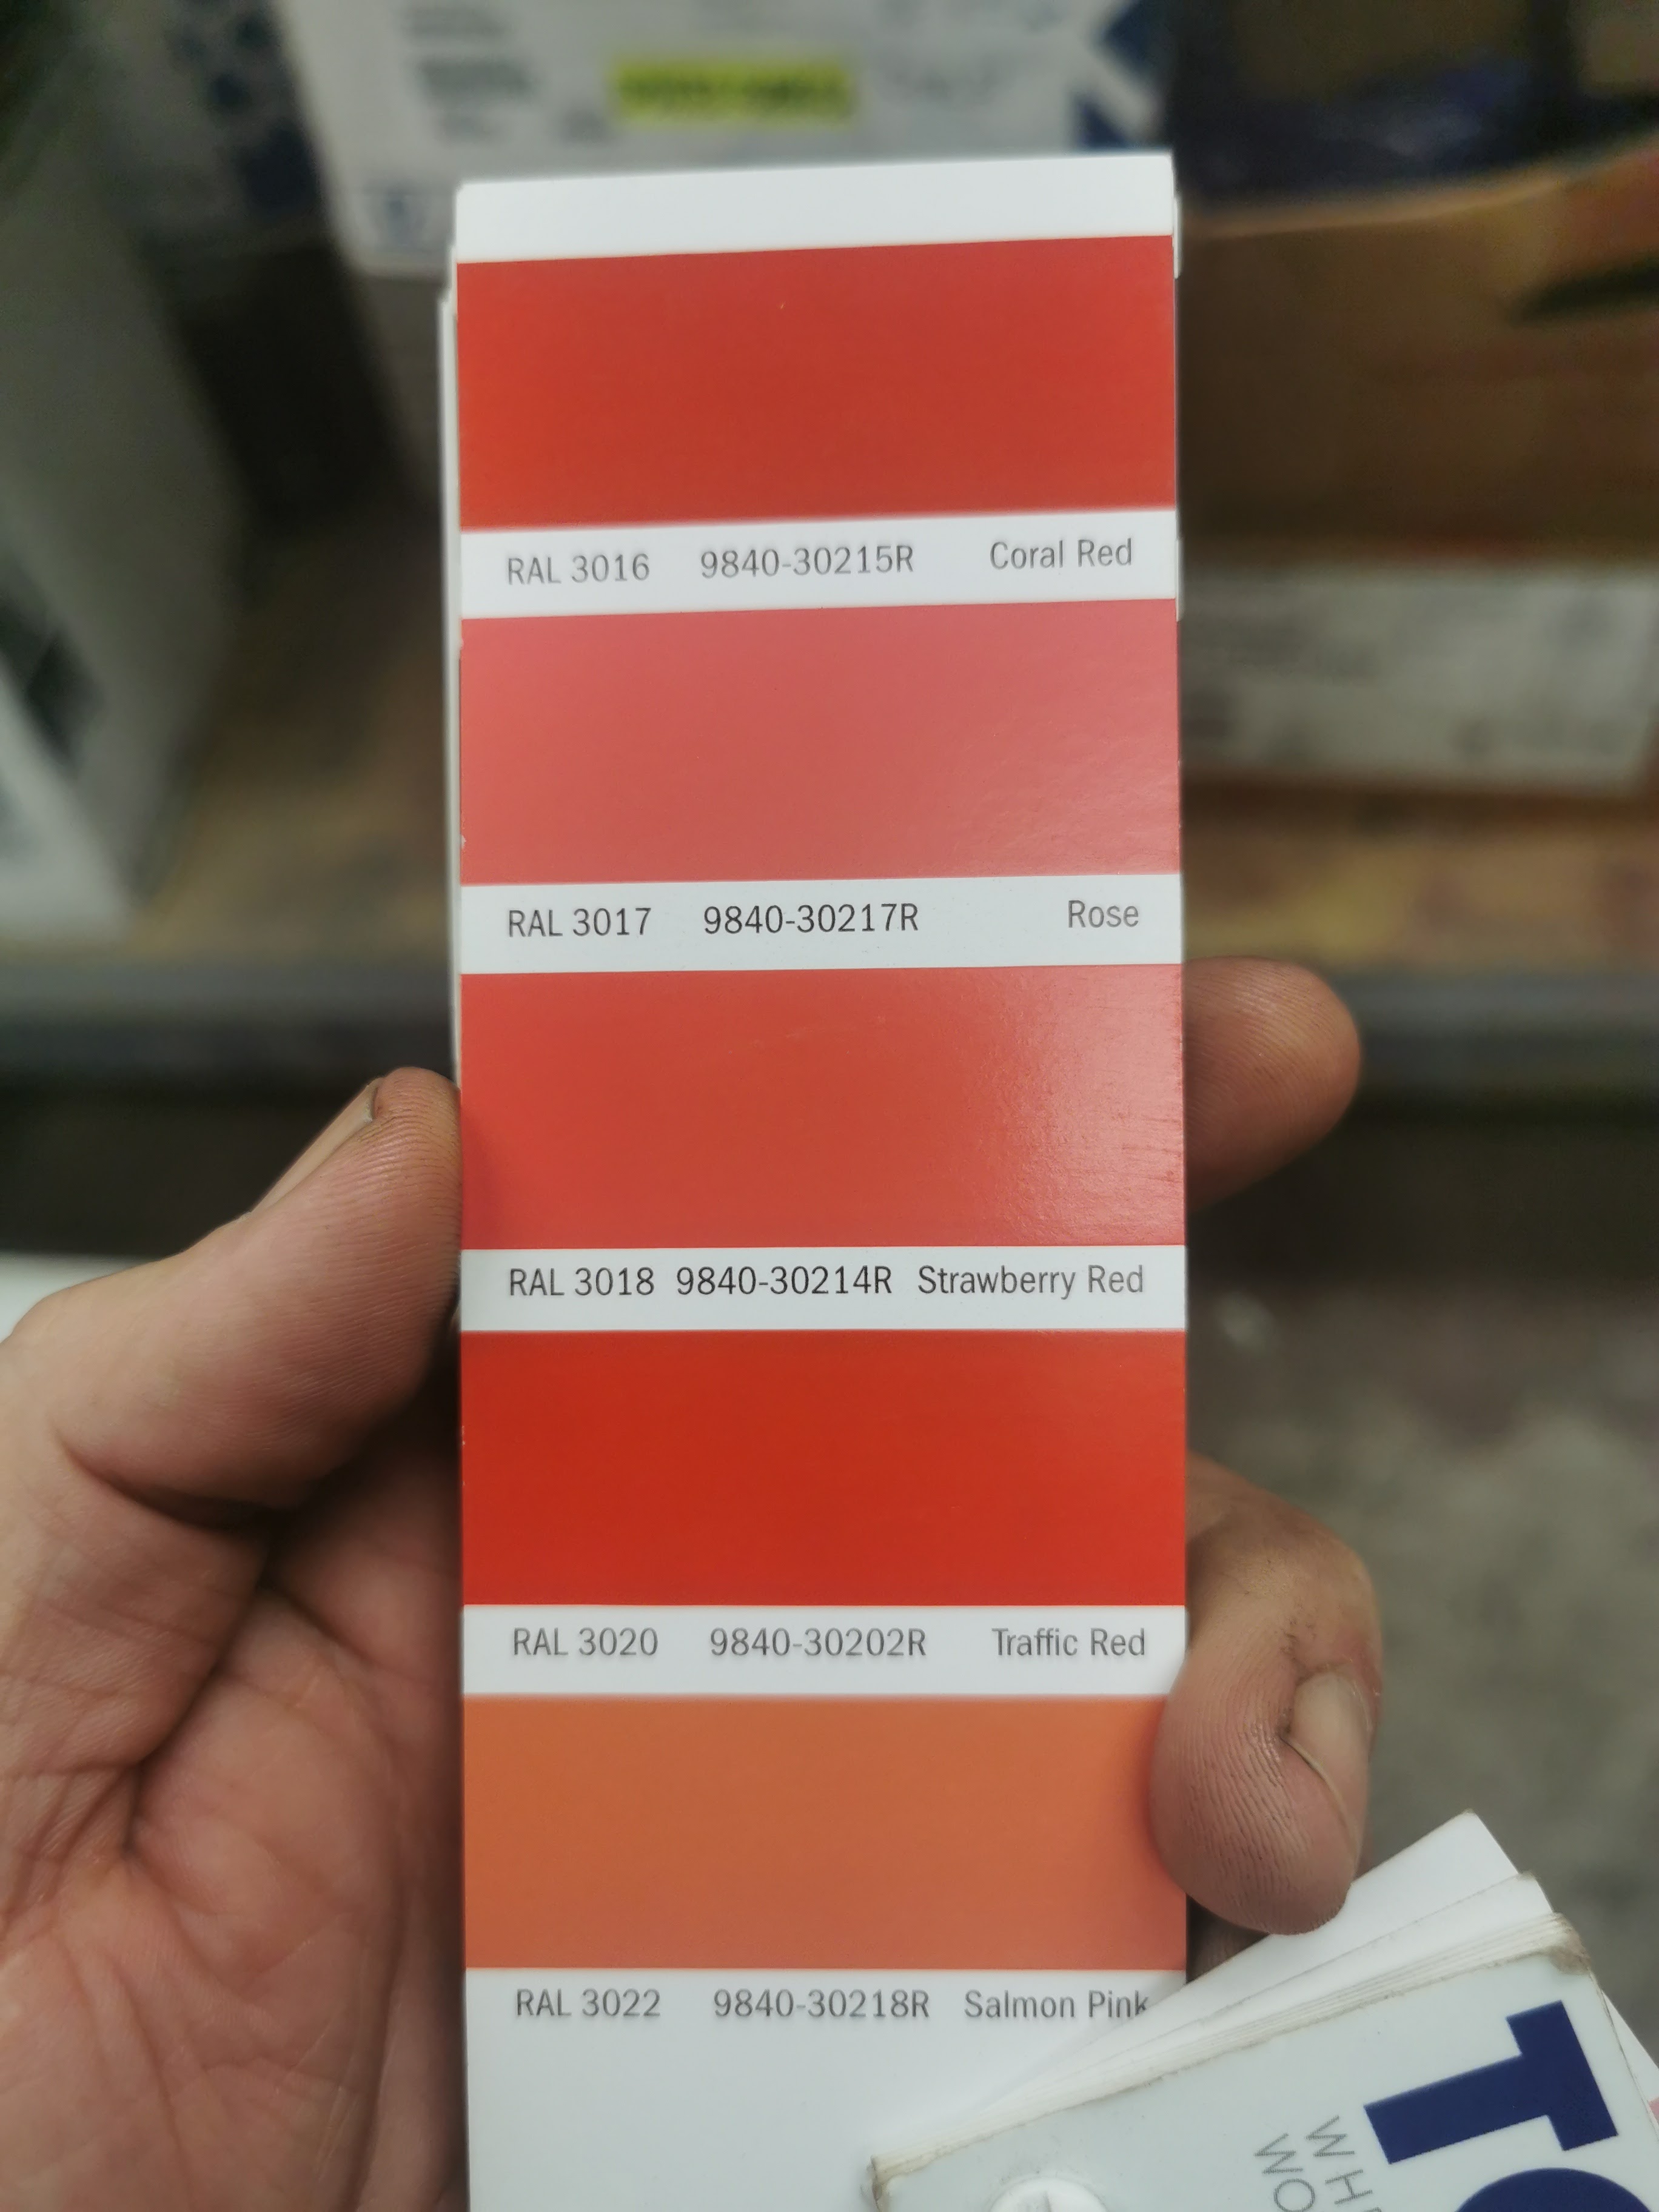 RAL 3016 9840-30215R Coral Red
RAL 3017 9840-30217R Rose
RAL 3018 9840-30214R Strawberry Red
RAL 3020 9840-30202R Traffic Red
RAL 3022 9840-30218R Salmon Pink